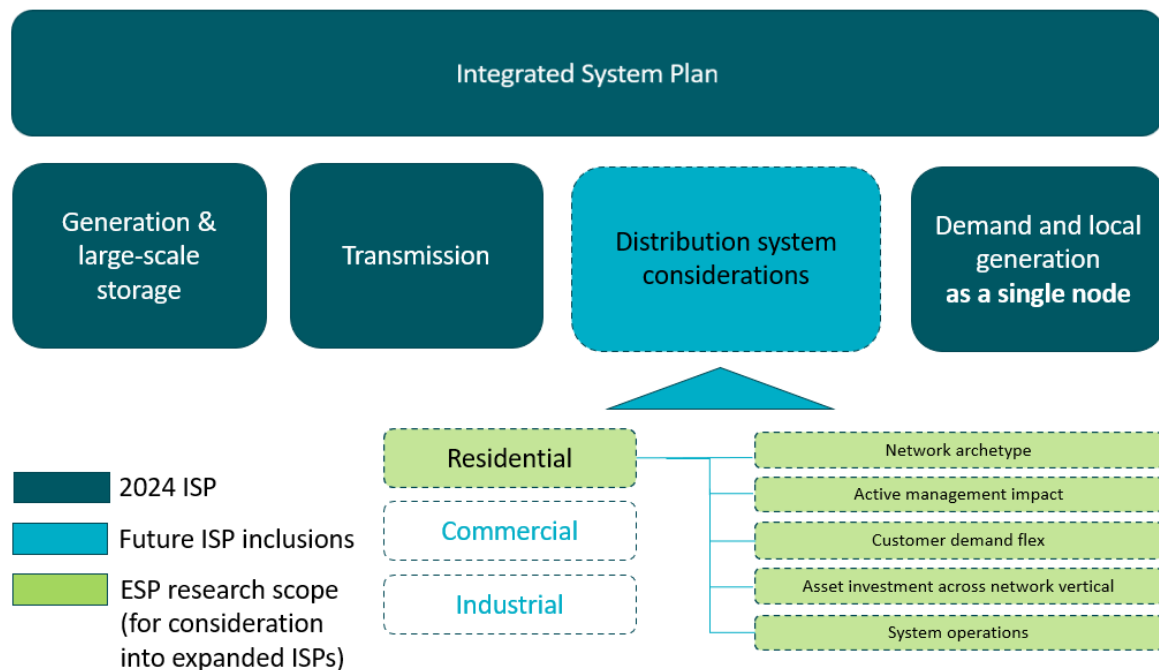 Integrated System Plan
Generation &
large-scale
storage
Transmission
Distribution system
considerations
Demand and local
generation
as a single node
Residential
Commercial
Industrial
Network archetype
Active management impact
Customer demand flex
Asset investment across network vertical
System operations
2024 ISP
Future ISP inclusions
ESP research scope
(for consideration
into expanded ISPs)